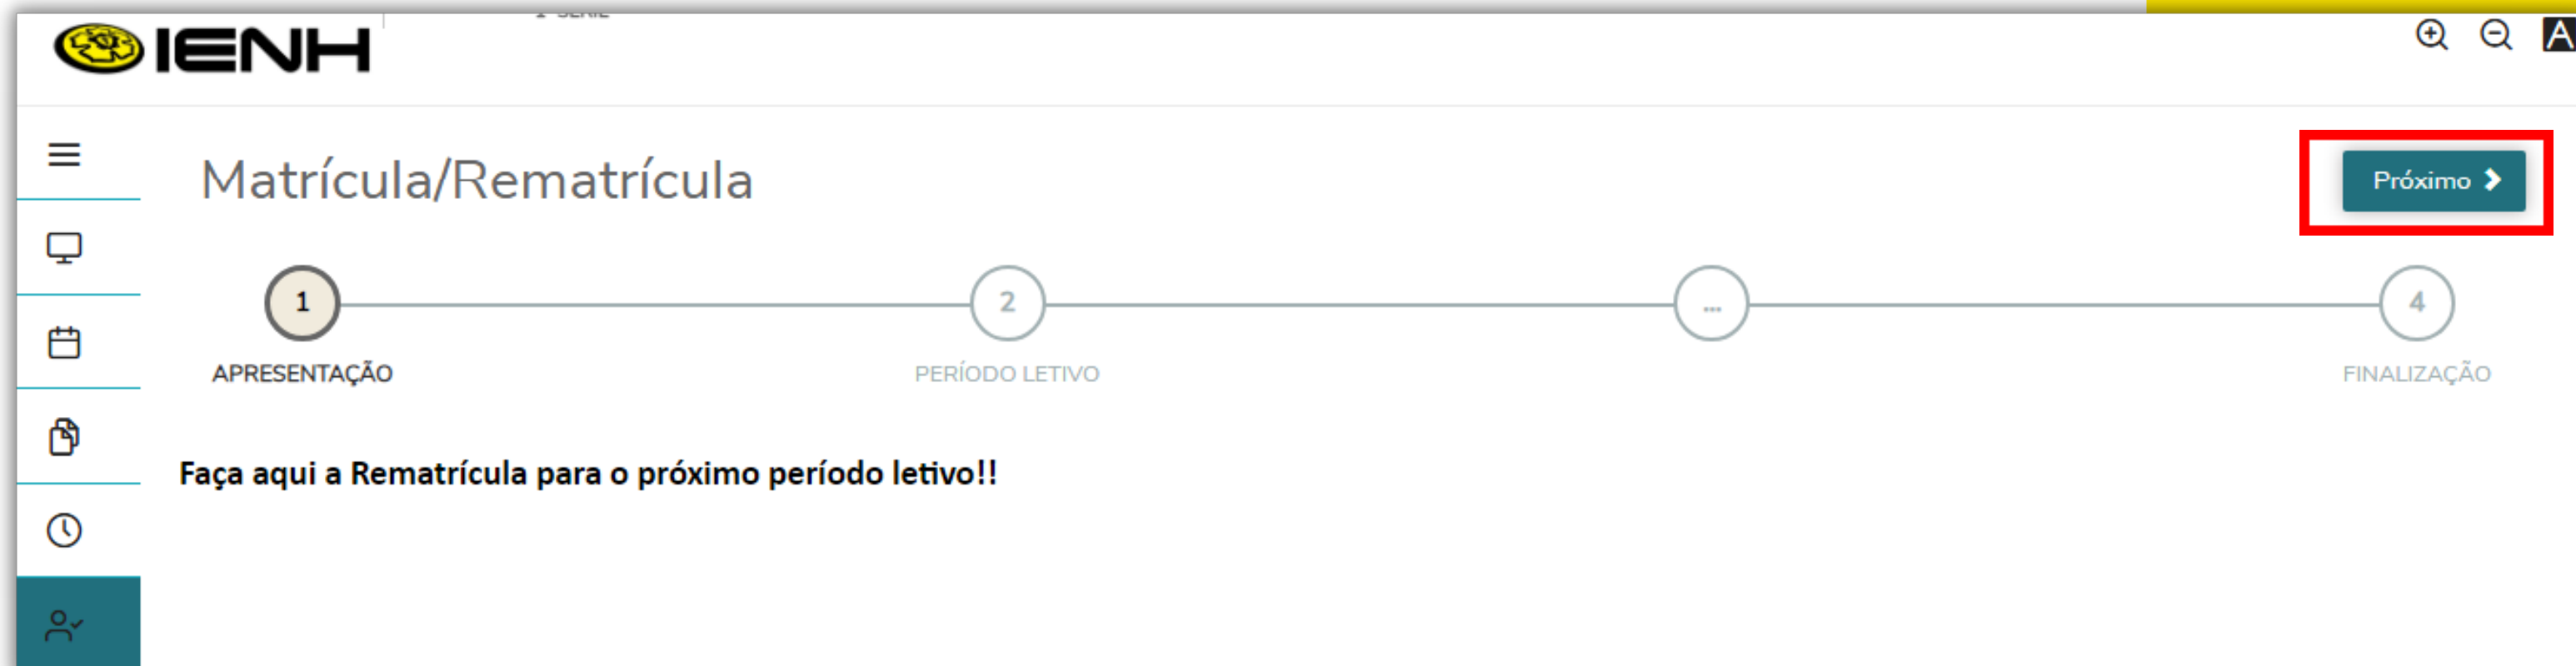 IENH
A
Matrícula/Rematrícula
Próximo
1
2
...
4
APRESENTAÇÃO
PERÍODO LETIVO
FINALIZAÇÃO
Faça aqui a Rematrícula para o próximo período letivo!!